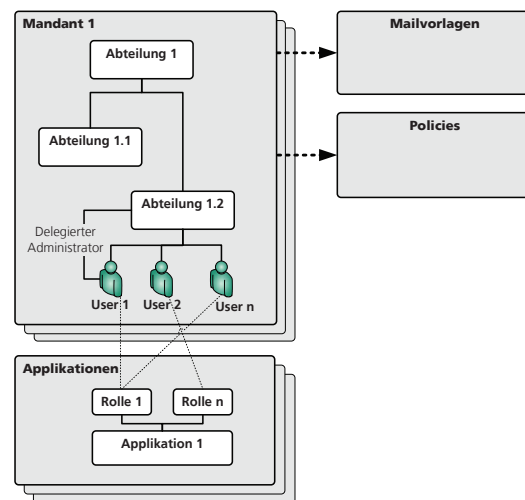 Mandant 1
Mailvorlagen
Abteilung 1
Abteilung 1.1
Policies
Abteilung 1.2
Delegierter
Administrator
User 1
User 2
User n
Applikationen
Rolle 1
Rolle n
Applikation 1